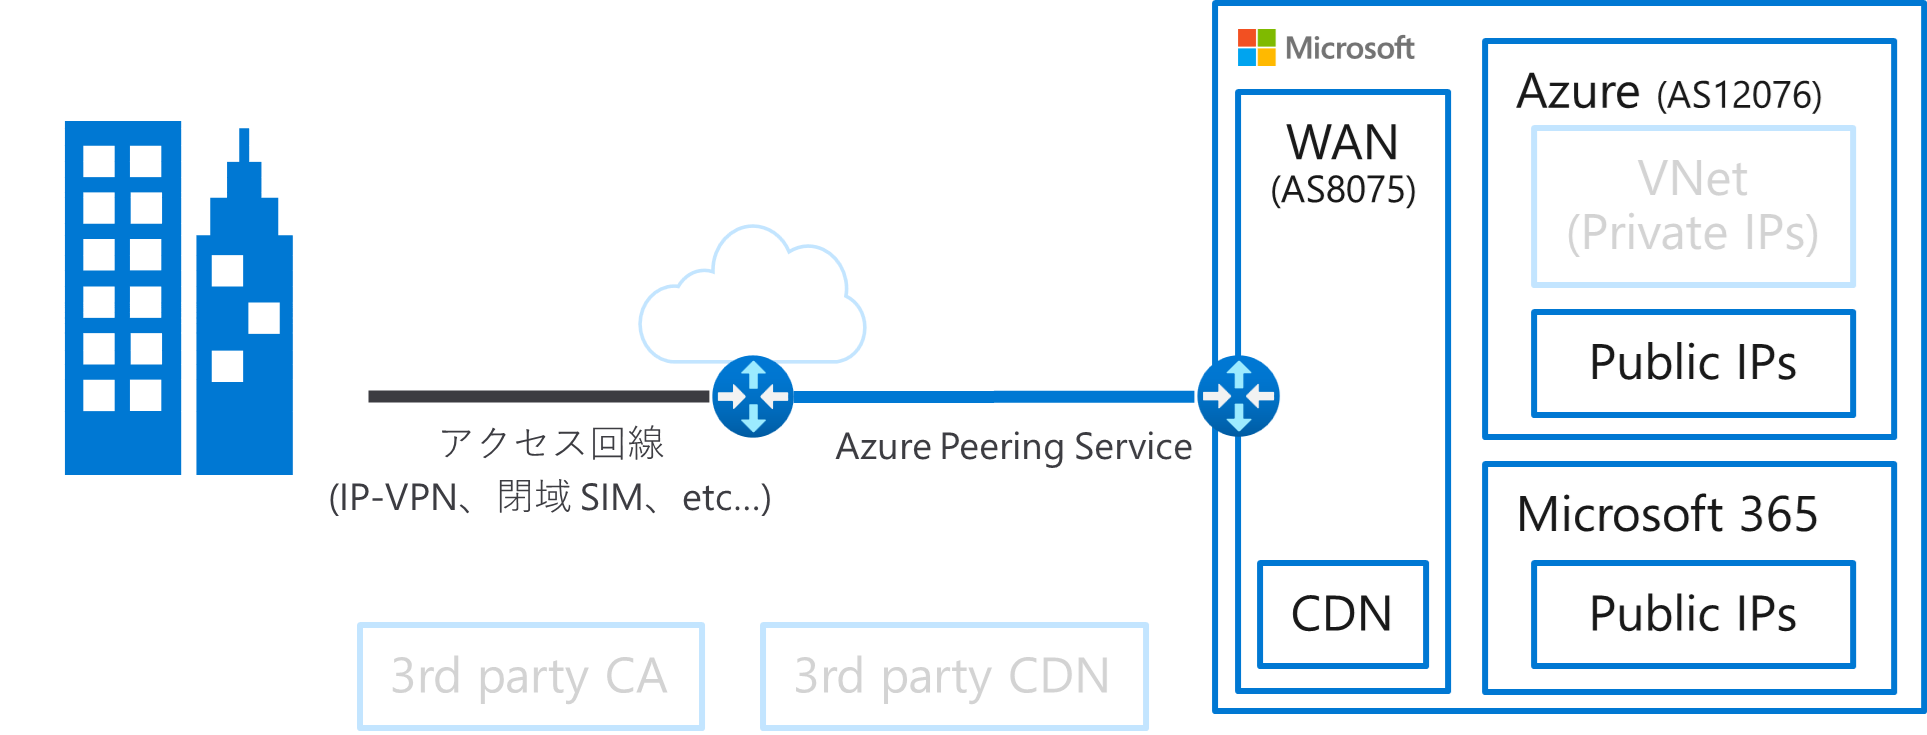 Microsoft
WAN
(AS8075)
CDN
Azure (AS12076)
VNet
(Private IPs)
Public IPs
Microsoft 365
Public IPs
アクセス回線
(IP-VPN、閉域 SIM、etc...)
Azure Peering Service
3rd party CA
3rd party CDN